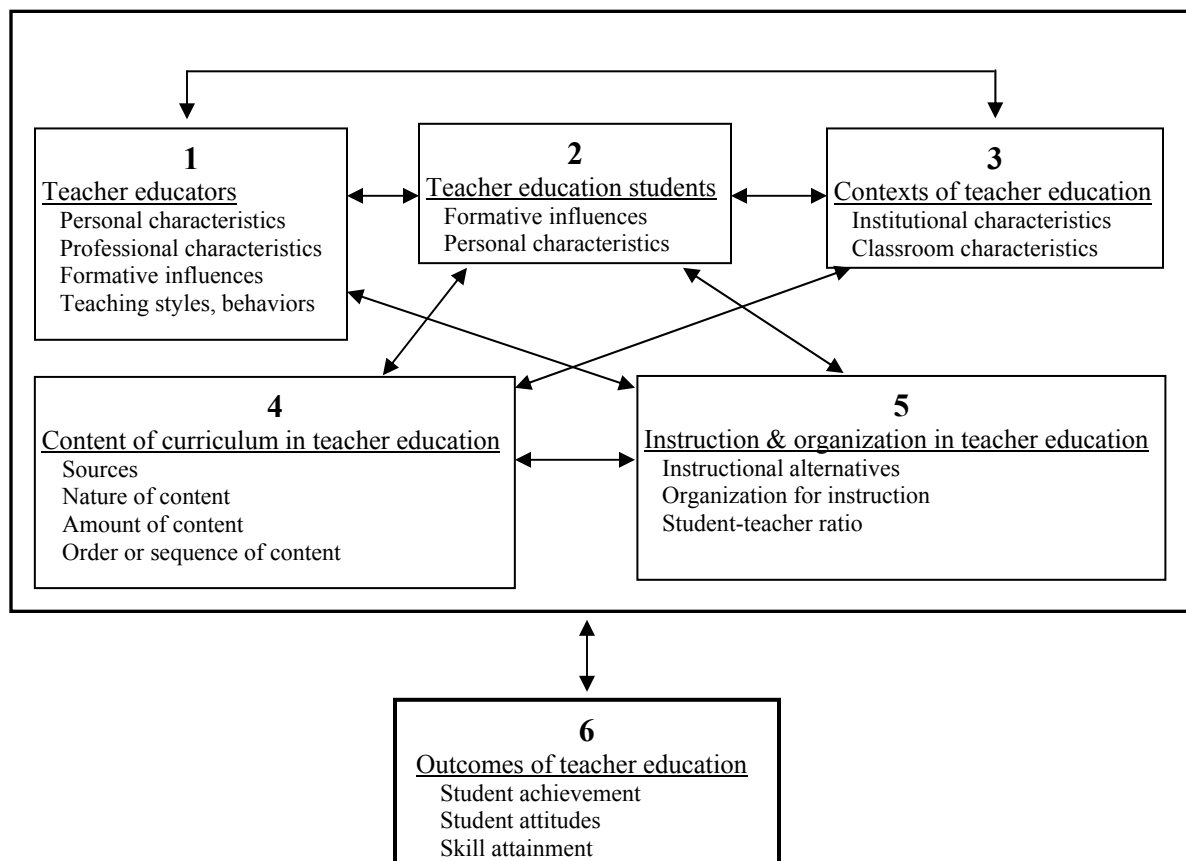 1
Teacher educators
Personal characteristics
Professional characteristics
Formative influences
Teaching styles, behaviors
2
Teacher education students
Formative influences
Personal characteristics
3
Contexts of teacher education
Institutional characteristics
Classroom characteristics
4
Content of curriculum in teacher education
Sources
Nature of content
Amount of content
Order or sequence of content
5
Instruction & organization in teacher education
Instructional alternatives
Organization for instruction
Student-teacher ratio
6
Outcomes of teacher education
Student achievement
Student attitudes
Skill attainment